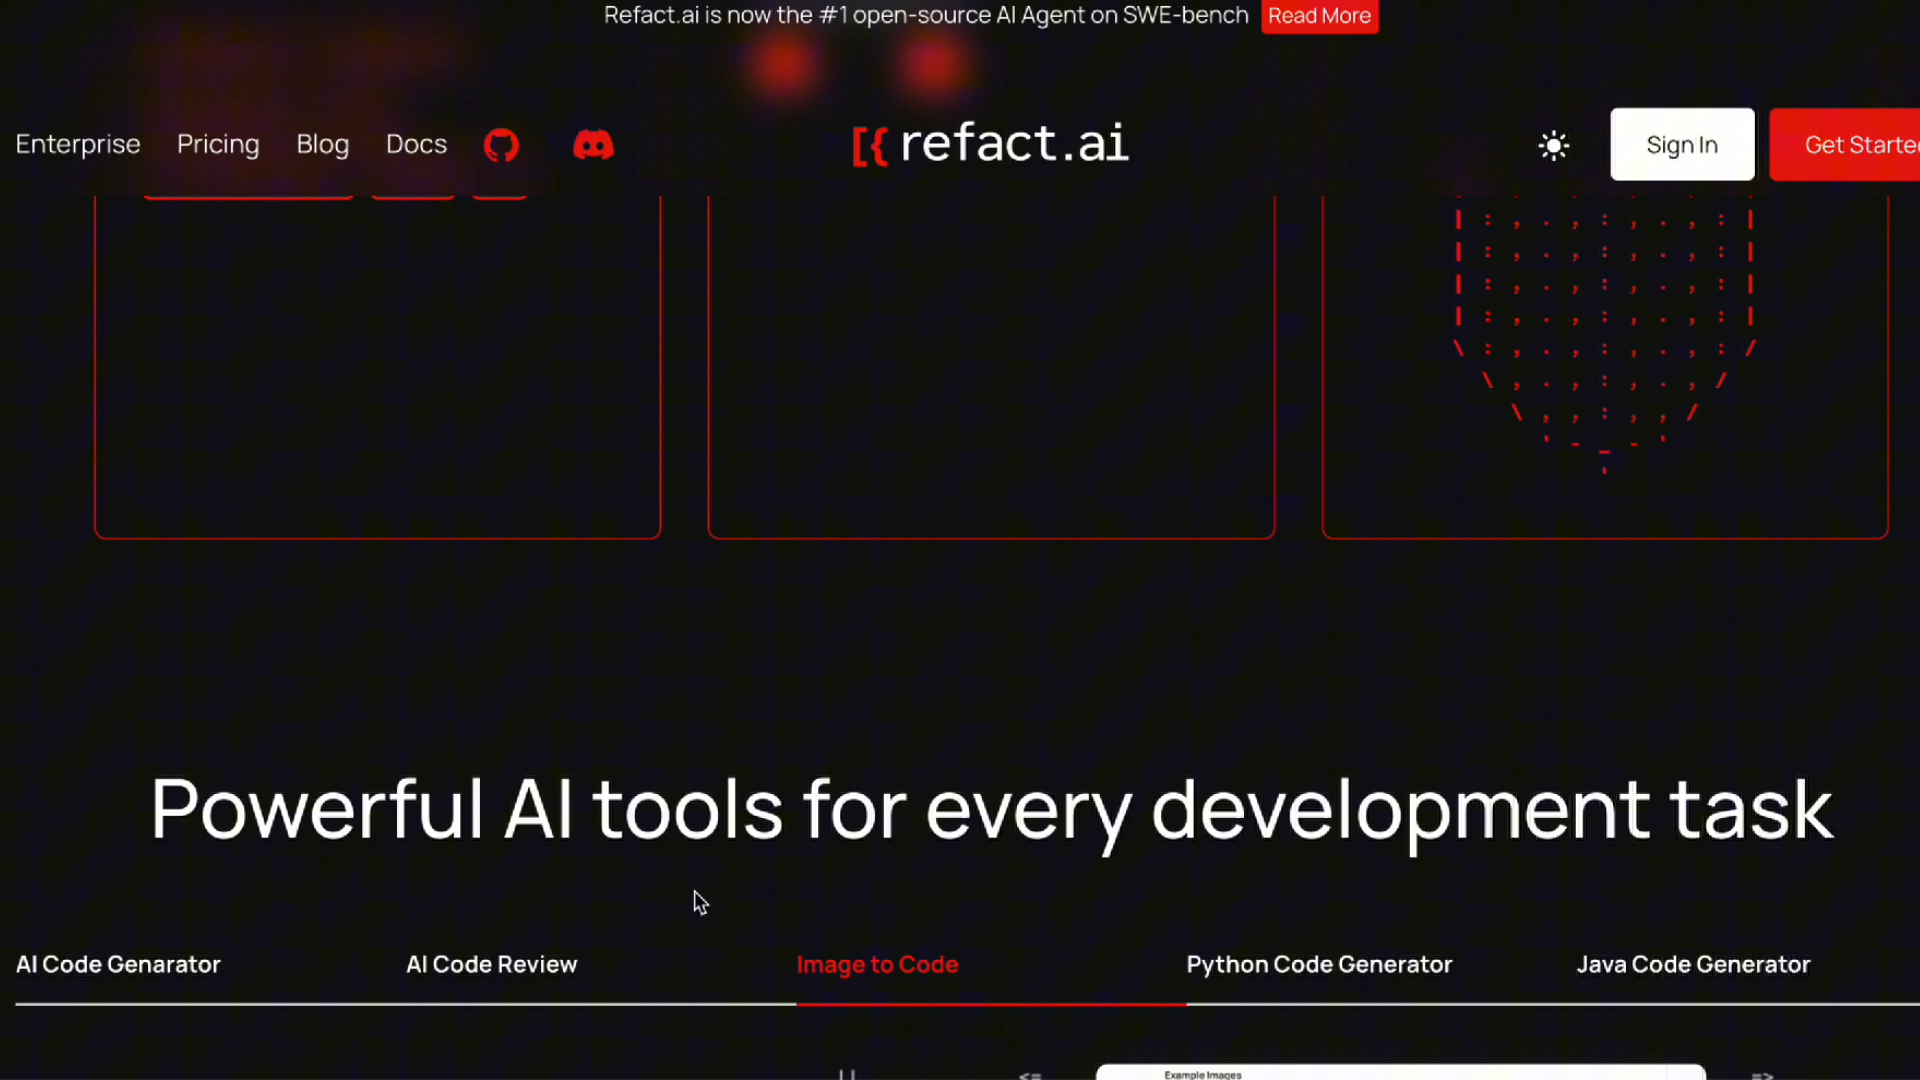 Refact.ai is now the #1 open-source AI Agent on SWE-bench Read More
Enterprise Pricing Blog Docs [{ refact.ai Sign In Get Starte
| : , . , : , . , : |
| : , . , : , . , : |
| : , . , : , . , : |
| : , . , : , . , : |
\ : , . , : , . , : /
\ , . , : , . , /
\ , , : , , /
' - _ - '
'
Powerful AI tools for every development task
AI Code Genarator AI Code Review Image to Code Python Code Generator Java Code Generator
<= Example Images =>